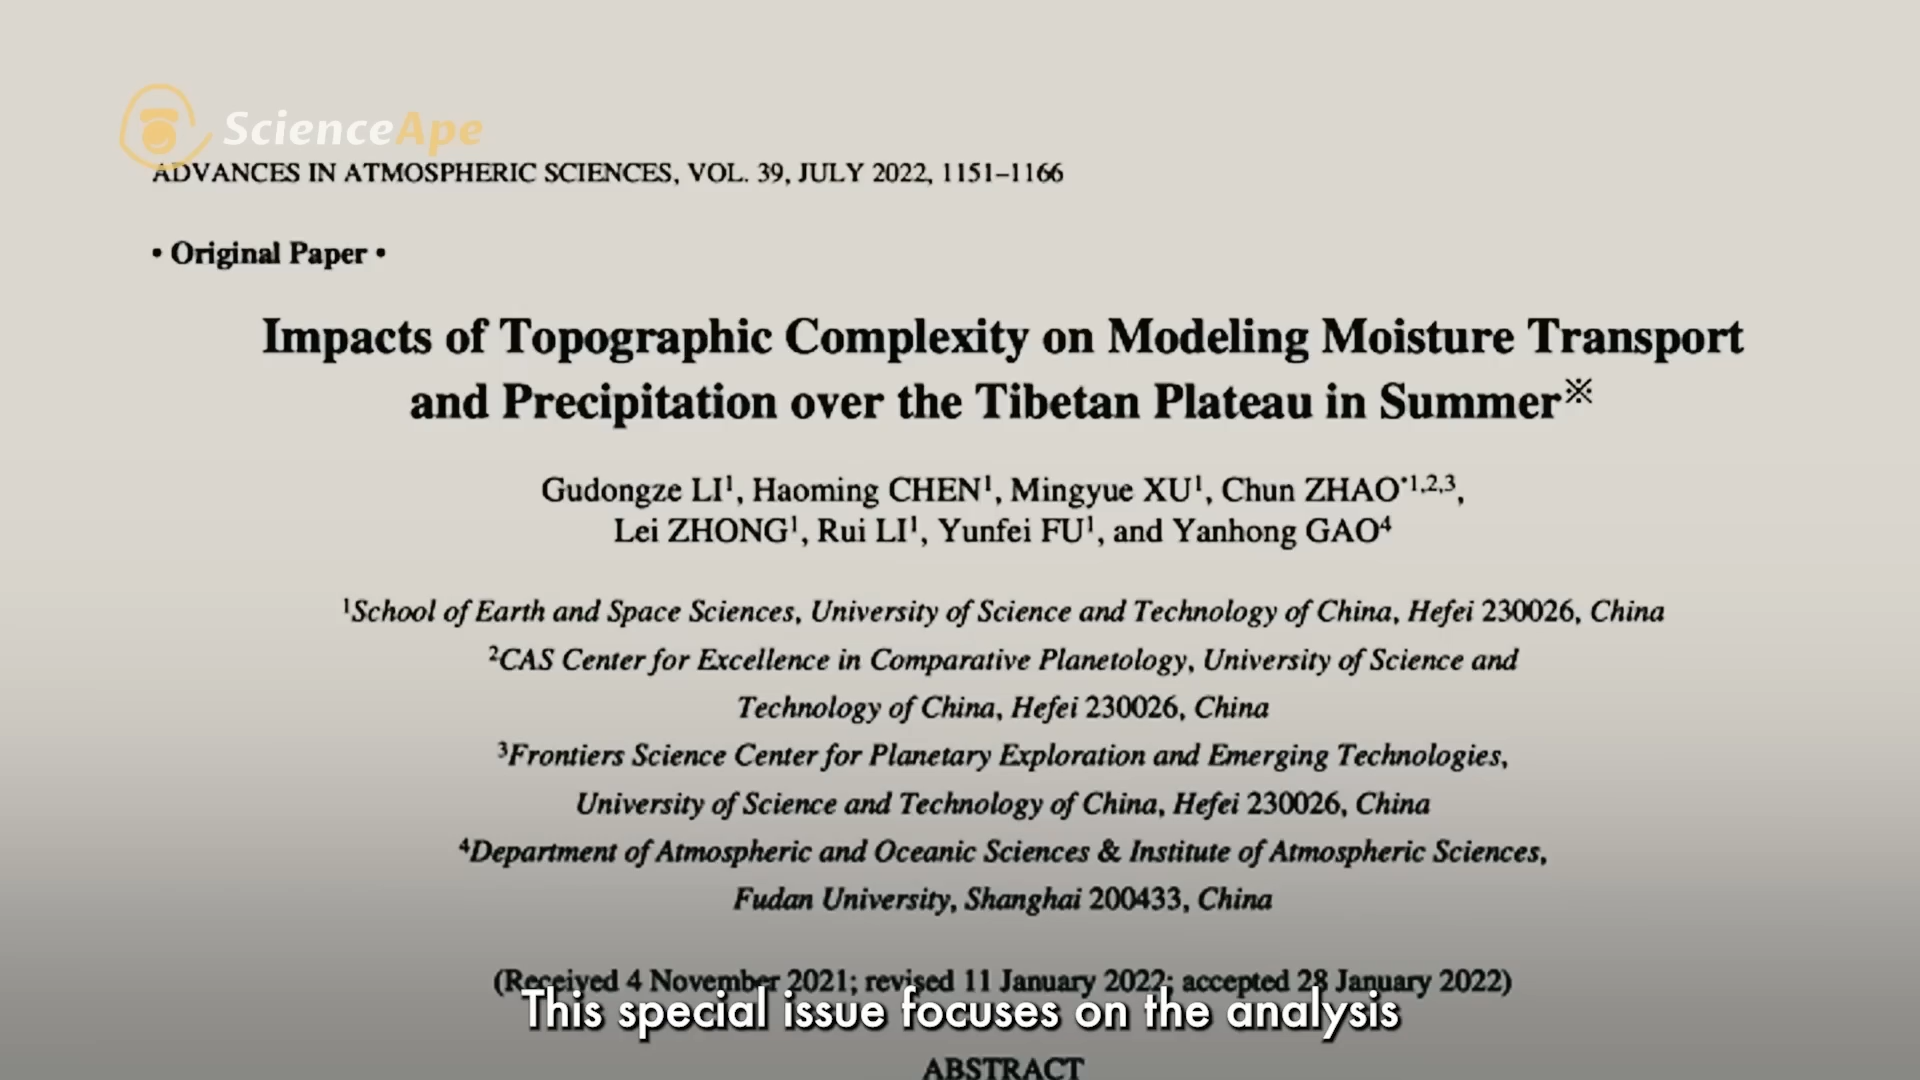 ScienceApe
ADVANCES IN ATMOSPHERIC SCIENCES, VOL. 39, JULY 2022, 1151–1166
• Original Paper •
Impacts of Topographic Complexity on Modeling Moisture Transport
and Precipitation over the Tibetan Plateau in Summer※
Gudongze LI¹, Haoming CHEN¹, Mingyue XU¹, Chun ZHAO*¹,²,³,
Lei ZHONG¹, Rui LI¹, Yunfei FU¹, and Yanhong GAO⁴
¹School of Earth and Space Sciences, University of Science and Technology of China, Hefei 230026, China
²CAS Center for Excellence in Comparative Planetology, University of Science and
Technology of China, Hefei 230026, China
³Frontiers Science Center for Planetary Exploration and Emerging Technologies,
University of Science and Technology of China, Hefei 230026, China
⁴Department of Atmospheric and Oceanic Sciences & Institute of Atmospheric Sciences,
Fudan University, Shanghai 200433, China
(Received 4 November 2021; revised 11 January 2022; accepted 28 January 2022)
This special issue focuses on the analysis
ABSTRACT